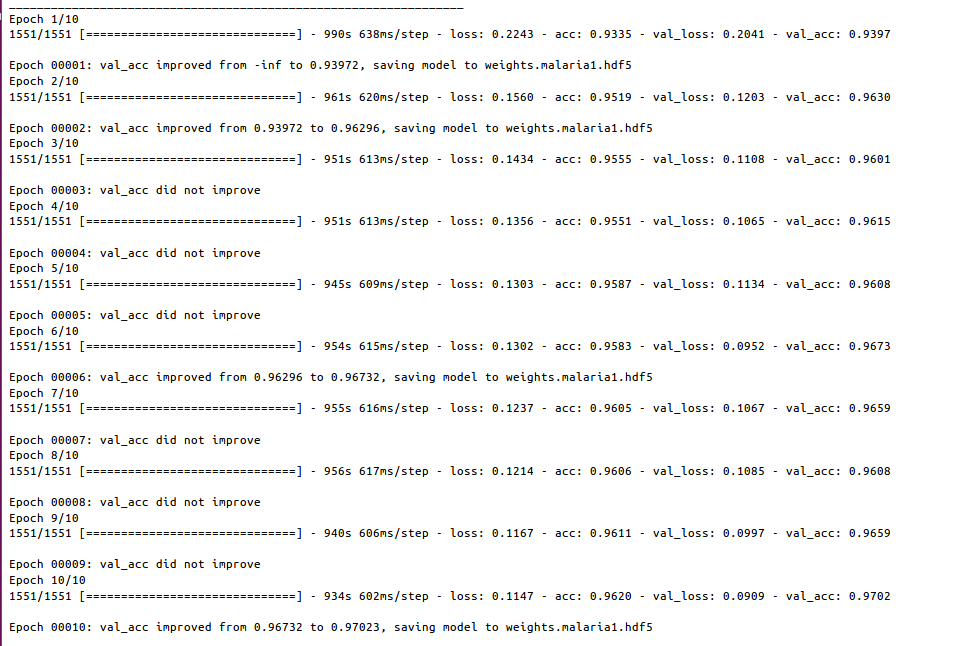 _________________________________________________________________
Epoch 1/10
1551/1551 [==============================] - 990s 638ms/step - loss: 0.2243 - acc: 0.9335 - val_loss: 0.2041 - val_acc: 0.9397
Epoch 00001: val_acc improved from -inf to 0.93972, saving model to weights.malaria1.hdf5
Epoch 2/10
1551/1551 [==============================] - 961s 620ms/step - loss: 0.1560 - acc: 0.9519 - val_loss: 0.1203 - val_acc: 0.9630
Epoch 00002: val_acc improved from 0.93972 to 0.96296, saving model to weights.malaria1.hdf5
Epoch 3/10
1551/1551 [==============================] - 951s 613ms/step - loss: 0.1434 - acc: 0.9555 - val_loss: 0.1108 - val_acc: 0.9601
Epoch 00003: val_acc did not improve
Epoch 4/10
1551/1551 [==============================] - 951s 613ms/step - loss: 0.1356 - acc: 0.9551 - val_loss: 0.1065 - val_acc: 0.9615
Epoch 00004: val_acc did not improve
Epoch 5/10
1551/1551 [==============================] - 945s 609ms/step - loss: 0.1303 - acc: 0.9587 - val_loss: 0.1134 - val_acc: 0.9608
Epoch 00005: val_acc did not improve
Epoch 6/10
1551/1551 [==============================] - 954s 615ms/step - loss: 0.1302 - acc: 0.9583 - val_loss: 0.0952 - val_acc: 0.9673
Epoch 00006: val_acc improved from 0.96296 to 0.96732, saving model to weights.malaria1.hdf5
Epoch 7/10
1551/1551 [==============================] - 955s 616ms/step - loss: 0.1237 - acc: 0.9605 - val_loss: 0.1067 - val_acc: 0.9659
Epoch 00007: val_acc did not improve
Epoch 8/10
1551/1551 [==============================] - 956s 617ms/step - loss: 0.1214 - acc: 0.9606 - val_loss: 0.1085 - val_acc: 0.9608
Epoch 00008: val_acc did not improve
Epoch 9/10
1551/1551 [==============================] - 940s 606ms/step - loss: 0.1167 - acc: 0.9611 - val_loss: 0.0997 - val_acc: 0.9659
Epoch 00009: val_acc did not improve
Epoch 10/10
1551/1551 [==============================] - 934s 602ms/step - loss: 0.1147 - acc: 0.9620 - val_loss: 0.0909 - val_acc: 0.9702
Epoch 00010: val_acc improved from 0.96732 to 0.97023, saving model to weights.malaria1.hdf5